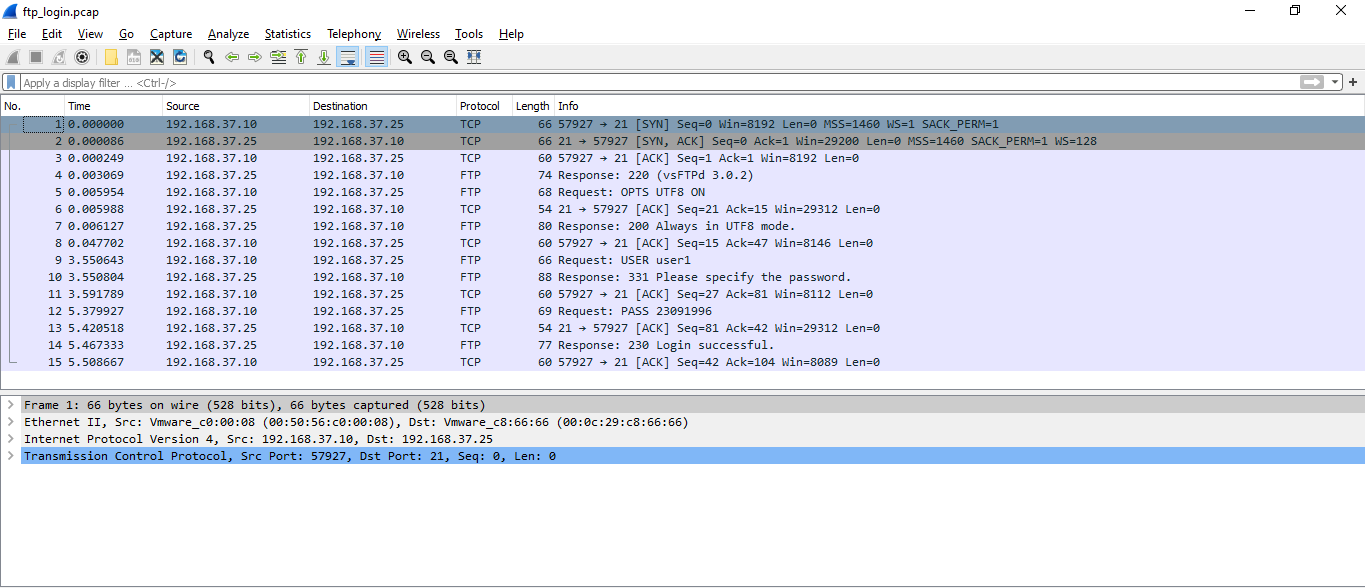 ftp_login.pcap
File Edit View Go Capture Analyze Statistics Telephony Wireless Tools Help
Apply a display filter ... <Ctrl-/>
No. Time Source Destination Protocol Length Info
1 0.000000 192.168.37.10 192.168.37.25 TCP 66 57927 → 21 [SYN] Seq=0 Win=8192 Len=0 MSS=1460 WS=1 SACK_PERM=1
2 0.000086 192.168.37.25 192.168.37.10 TCP 66 21 → 57927 [SYN, ACK] Seq=0 Ack=1 Win=29200 Len=0 MSS=1460 SACK_PERM=1 WS=128
3 0.000249 192.168.37.10 192.168.37.25 TCP 60 57927 → 21 [ACK] Seq=1 Ack=1 Win=8192 Len=0
4 0.003069 192.168.37.25 192.168.37.10 FTP 74 Response: 220 (vsFTPd 3.0.2)
5 0.005954 192.168.37.10 192.168.37.25 FTP 68 Request: OPTS UTF8 ON
6 0.005988 192.168.37.25 192.168.37.10 TCP 54 21 → 57927 [ACK] Seq=21 Ack=15 Win=29312 Len=0
7 0.006127 192.168.37.25 192.168.37.10 FTP 80 Response: 200 Always in UTF8 mode.
8 0.047702 192.168.37.10 192.168.37.25 TCP 60 57927 → 21 [ACK] Seq=15 Ack=47 Win=8146 Len=0
9 3.550643 192.168.37.10 192.168.37.25 FTP 66 Request: USER user1
10 3.550804 192.168.37.25 192.168.37.10 FTP 88 Response: 331 Please specify the password.
11 3.591789 192.168.37.10 192.168.37.25 TCP 60 57927 → 21 [ACK] Seq=27 Ack=81 Win=8112 Len=0
12 5.379927 192.168.37.10 192.168.37.25 FTP 69 Request: PASS 23091996
13 5.420518 192.168.37.25 192.168.37.10 TCP 54 21 → 57927 [ACK] Seq=81 Ack=42 Win=29312 Len=0
14 5.467333 192.168.37.25 192.168.37.10 FTP 77 Response: 230 Login successful.
15 5.508667 192.168.37.10 192.168.37.25 TCP 60 57927 → 21 [ACK] Seq=42 Ack=104 Win=8089 Len=0
Frame 1: 66 bytes on wire (528 bits), 66 bytes captured (528 bits)
Ethernet II, Src: Vmware_c0:00:08 (00:50:56:c0:00:08), Dst: Vmware_c8:66:66 (00:0c:29:c8:66:66)
Internet Protocol Version 4, Src: 192.168.37.10, Dst: 192.168.37.25
Transmission Control Protocol, Src Port: 57927, Dst Port: 21, Seq: 0, Len: 0